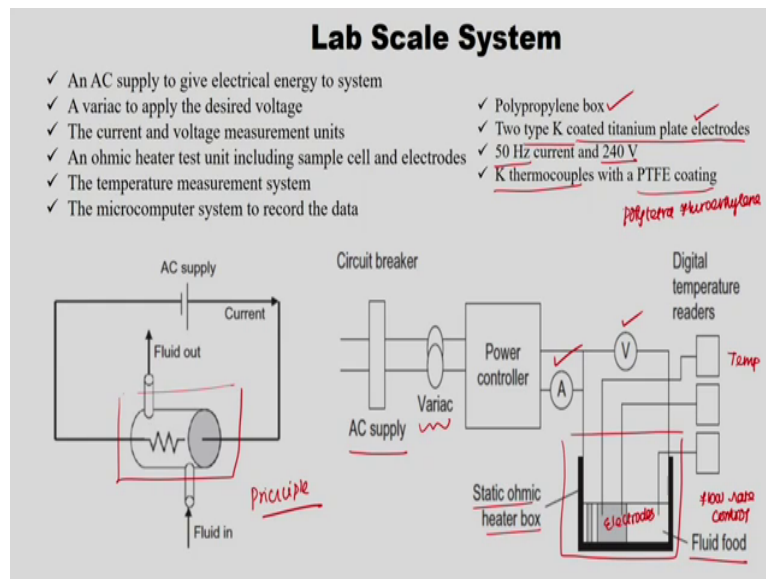 Lab Scale System
✓ An AC supply to give electrical energy to system
✓ A variac to apply the desired voltage
✓ The current and voltage measurement units
✓ An ohmic heater test unit including sample cell and electrodes
✓ The temperature measurement system
✓ The microcomputer system to record the data
✓ Polypropylene box
✓ Two type K coated titanium plate electrodes
✓ 50 Hz current and 240 V
✓ K thermocouples with a PTFE coating
AC supply
Current
Fluid out
Fluid in
Priciciple
Circuit breaker
AC supply
Variac
Power
controller
A
V
Digital
temperature
readers
Temp
Static ohmic
heater box
Electrodes
flow rate
control
Fluid food